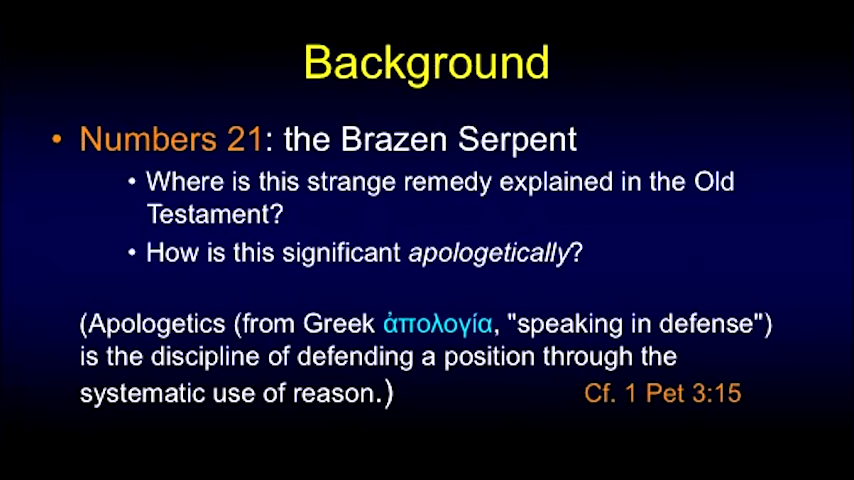 Background
• Numbers 21: the Brazen Serpent
• Where is this strange remedy explained in the Old
Testament?
• How is this significant apologetically?
(Apologetics (from Greek ἀπολογία, "speaking in defense")
is the discipline of defending a position through the
systematic use of reason.)
Cf. 1 Pet 3:15